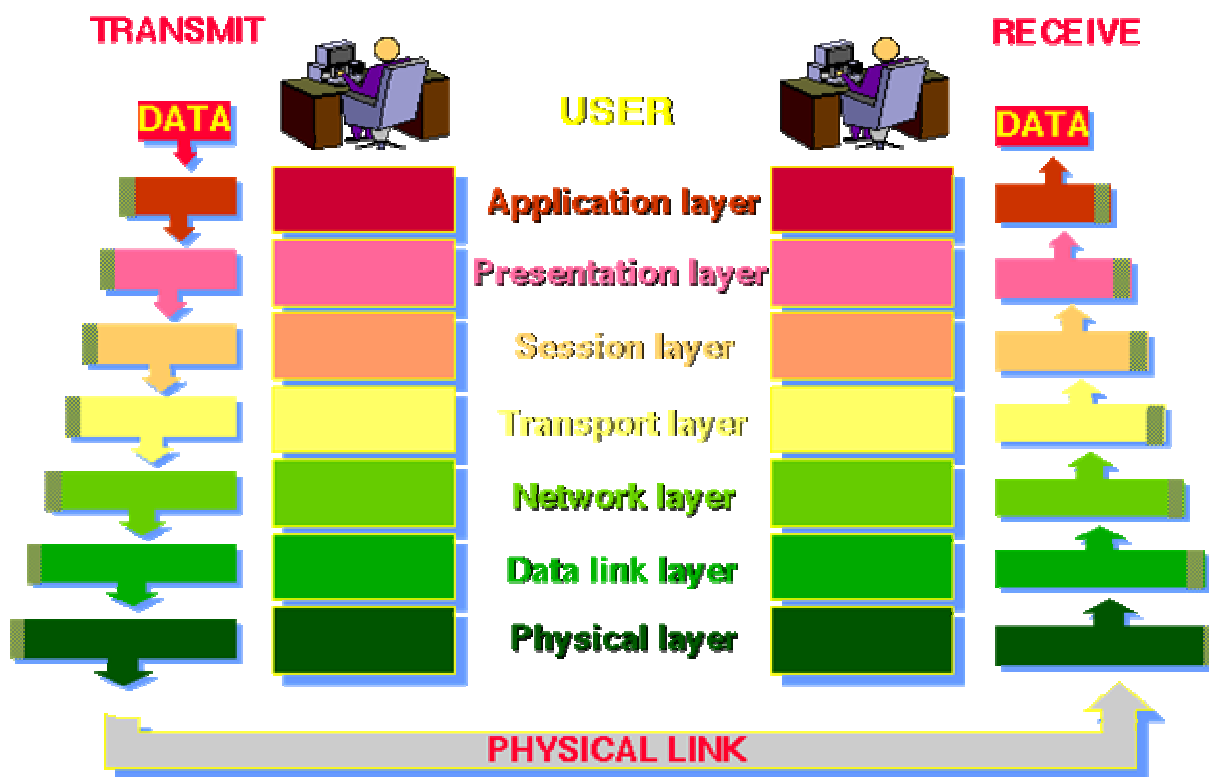 TRANSMIT
RECEIVE
DATA
USER
DATA
Application layer
Presentation layer
Session layer
Transport layer
Network layer
Data link layer
Physical layer
PHYSICAL LINK